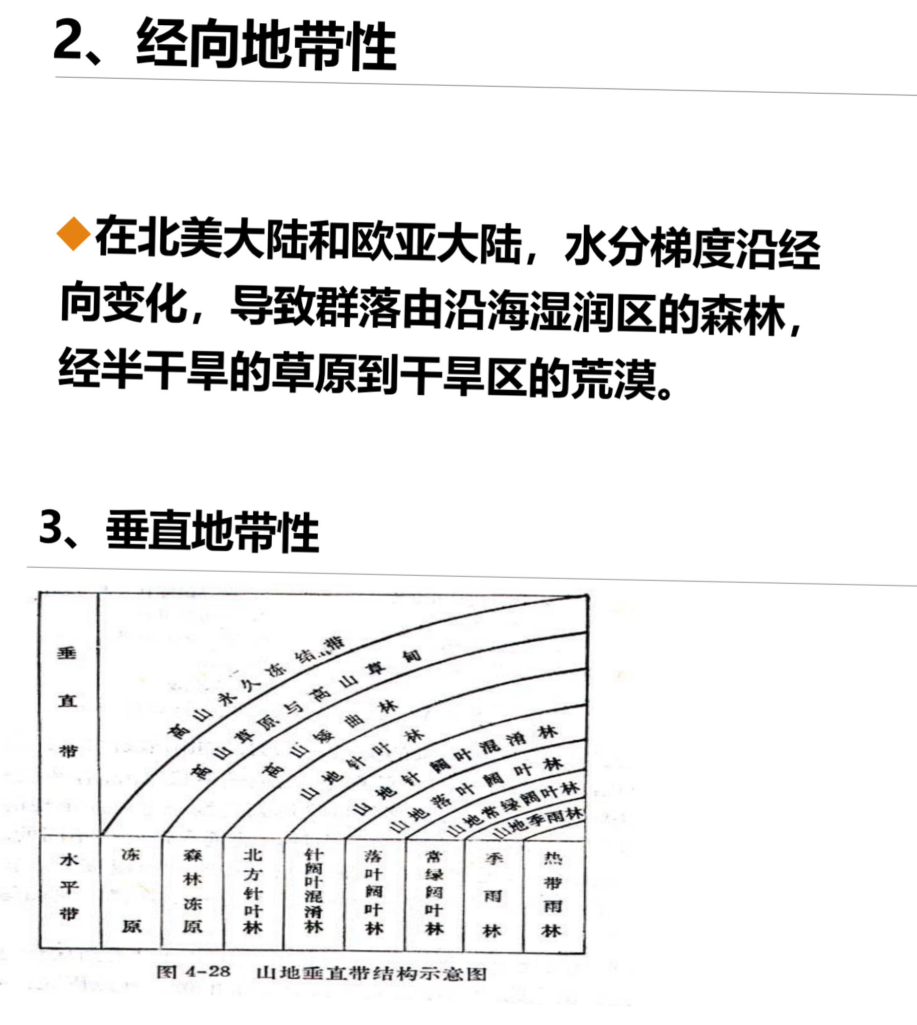 2、经向地带性
◆在北美大陆和欧亚大陆，水分梯度沿经
向变化，导致群落由沿海湿润区的森林，
经半干旱的草原到干旱区的荒漠。
3、垂直地带性
垂直带
高山永久冻结带
高山草原与高山草甸
高山矮曲林
山地针叶林
山地针阔叶混淆林
山地落叶阔叶林
山地常绿阔叶林
山地季雨林
水平带
冻原
森林冻原
北方针叶林
针阔叶混淆林
落叶阔叶林
常绿阔叶林
季雨林
热带雨林
图 4-28 山地垂直带结构示意图